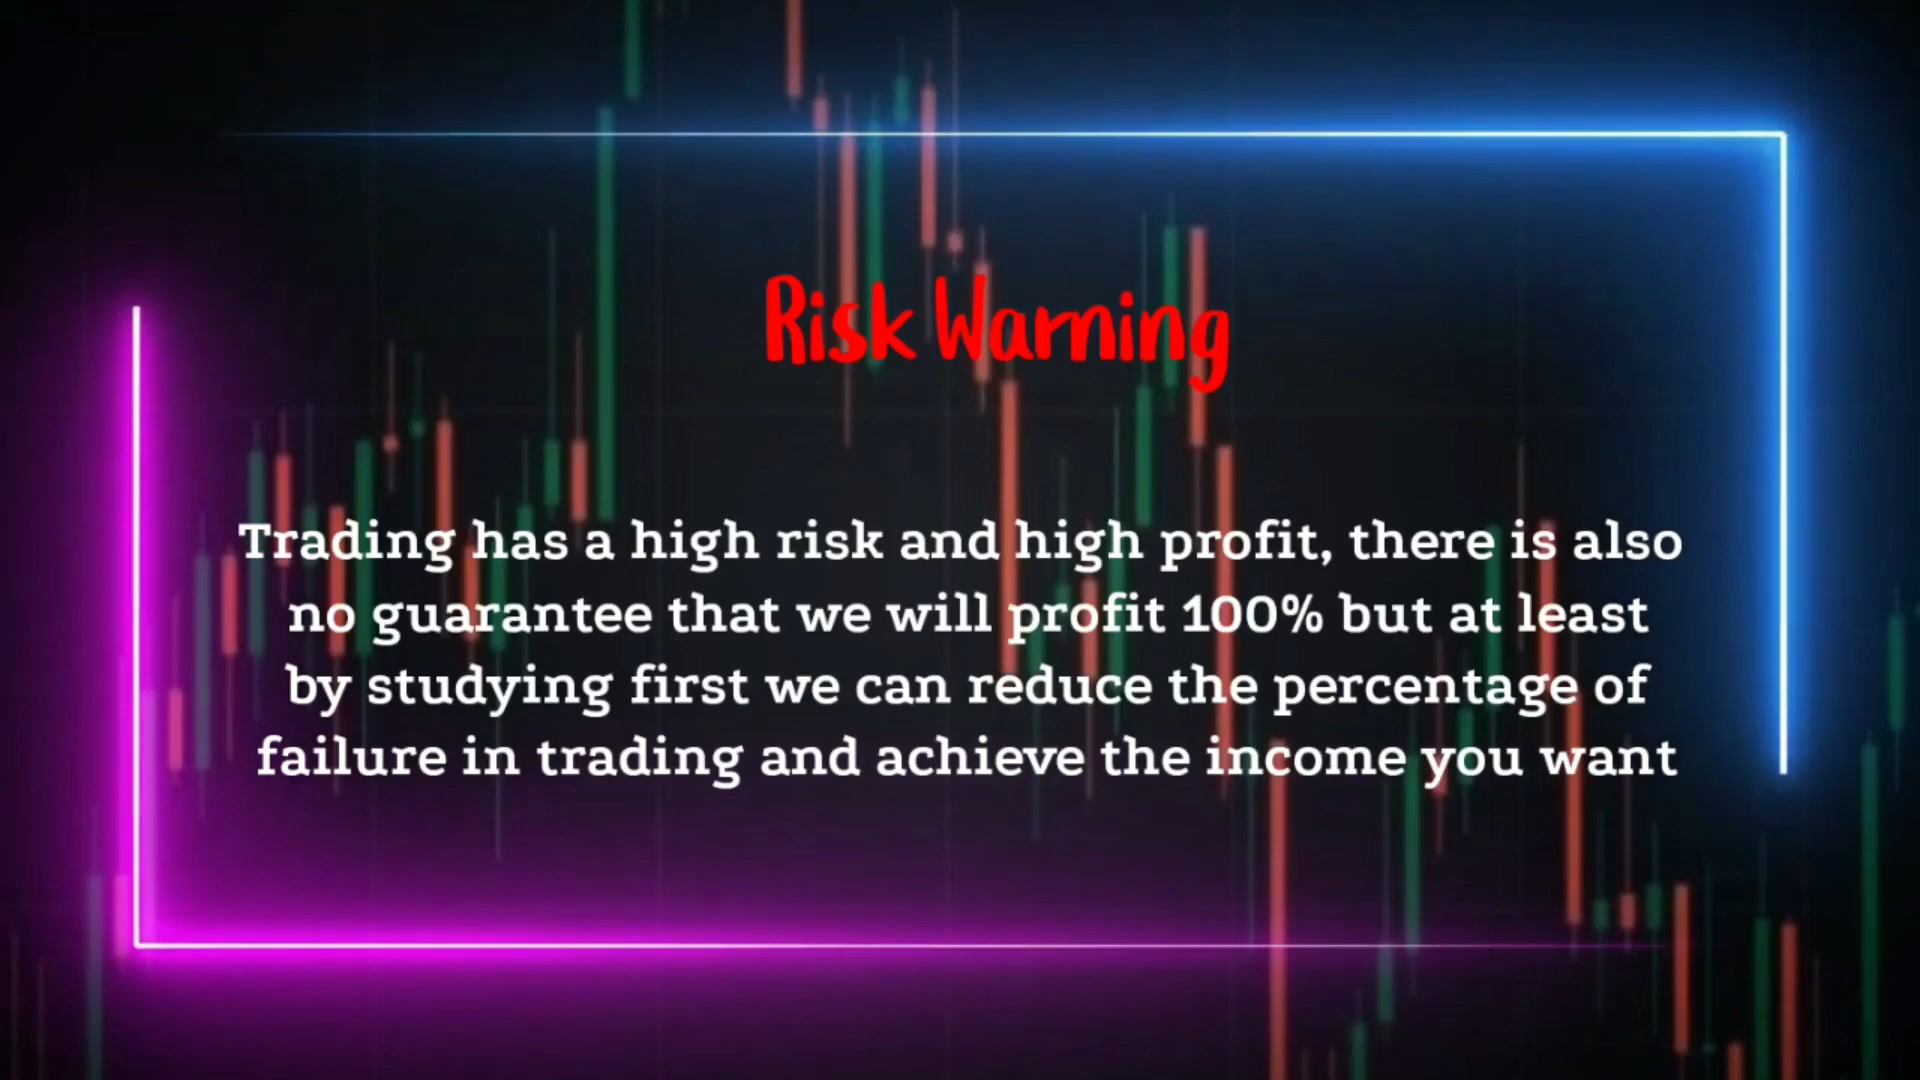 Risk Warning
Trading has a high risk and high profit, there is also
no guarantee that we will profit 100% but at least
by studying first we can reduce the percentage of
failure in trading and achieve the income you want